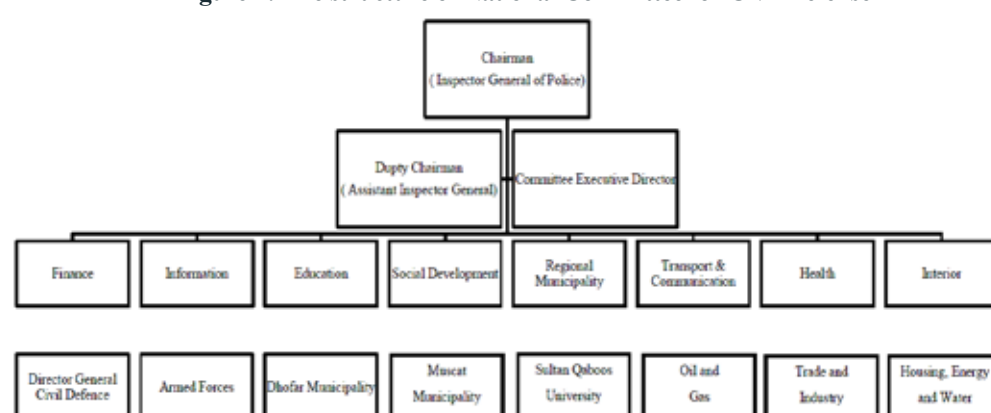 Chairman
( Inspector General of Police)
Dupty Chairman
( Assistant Inspector General)
Committee Executive Director
Finance
Information
Education
Social Development
Regional
Municipality
Transport &
Communication
Health
Interior
Director General
Civil Defence
Armed Forces
Dhofar Municipality
Muscat
Municipality
Sultan Qaboos
University
Oil and
Gas
Trade and
Industry
Housing, Energy
and Water